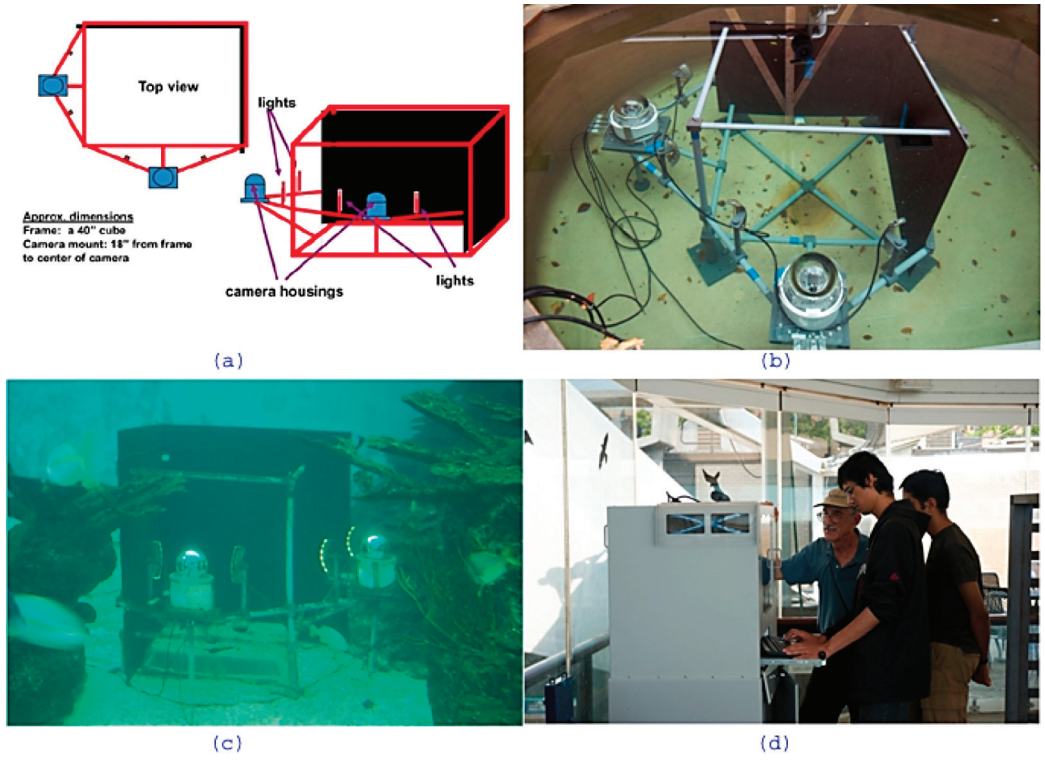 Top view
lights
Approx. dimensions
Frame: a 40" cube
Camera mount: 18" from frame
to center of camera
camera housings
lights
(a)
(b)
(c)
(d)